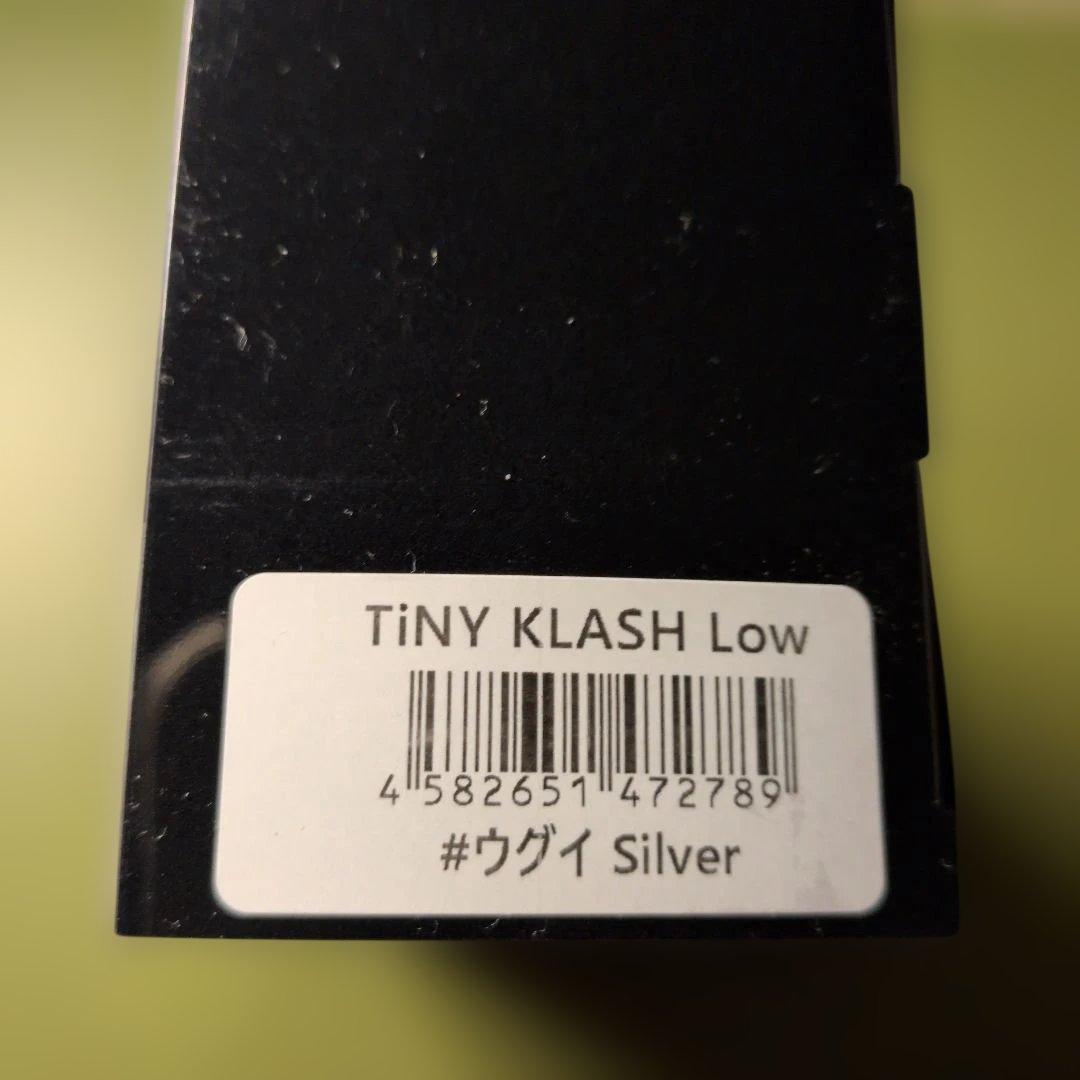 TiNY KLASH Low
4 582651 472789
#ウグイ Silver